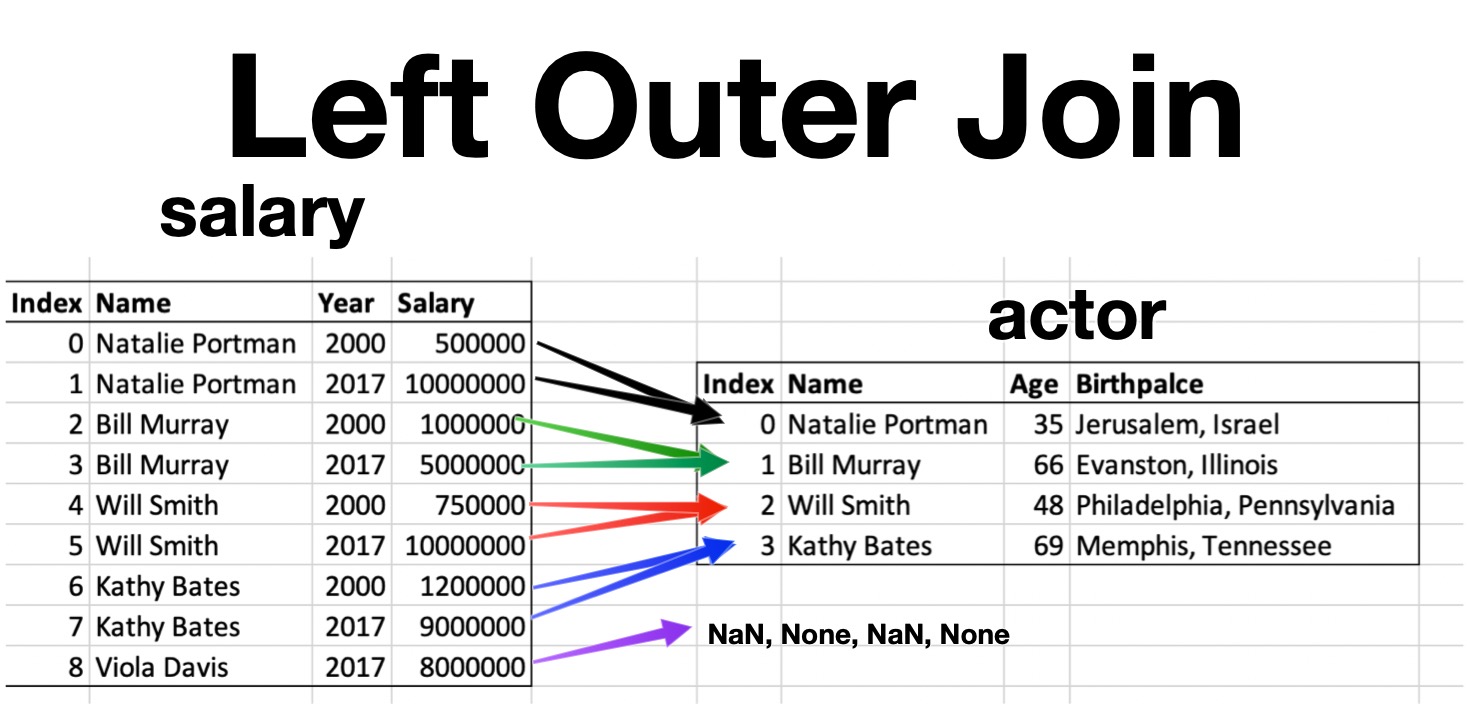 Left Outer Join
salary
Index Name Year Salary
0 Natalie Portman 2000 500000
1 Natalie Portman 2017 10000000
2 Bill Murray 2000 1000000
3 Bill Murray 2017 5000000
4 Will Smith 2000 750000
5 Will Smith 2017 10000000
6 Kathy Bates 2000 1200000
7 Kathy Bates 2017 9000000
8 Viola Davis 2017 8000000
actor
Index Name Age Birthpalce
0 Natalie Portman 35 Jerusalem, Israel
1 Bill Murray 66 Evanston, Illinois
2 Will Smith 48 Philadelphia, Pennsylvania
3 Kathy Bates 69 Memphis, Tennessee
NaN, None, NaN, None